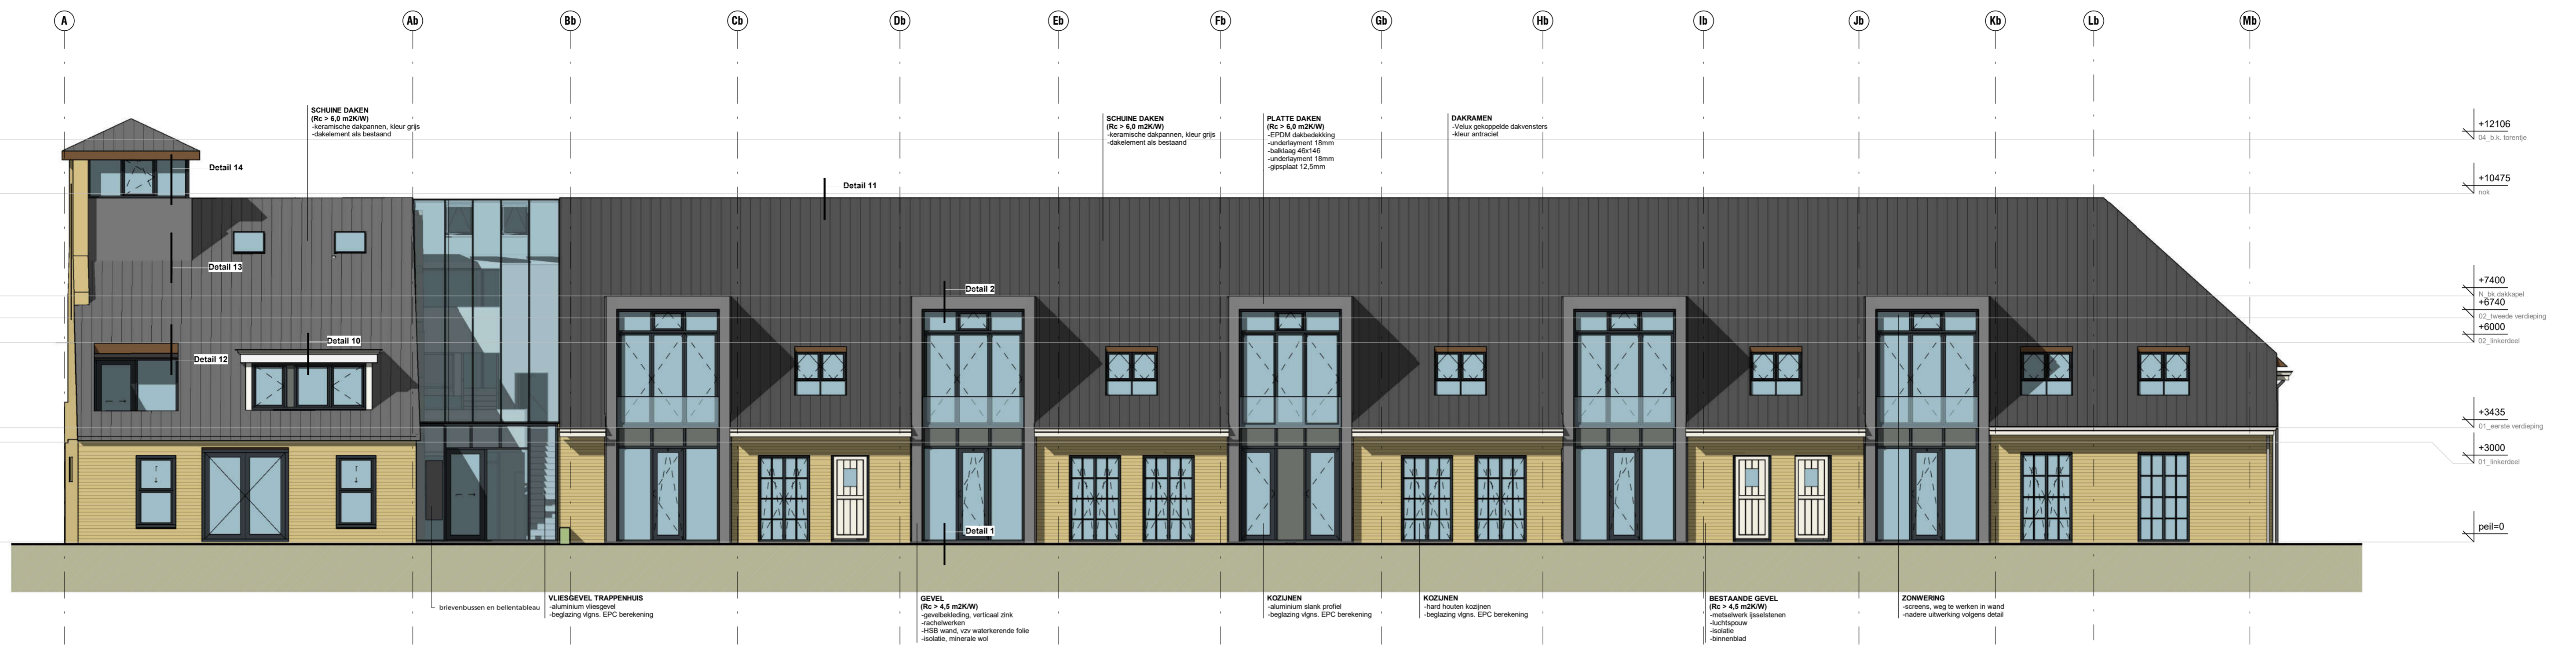 A
Ab
Bb
Cb
Db
Eb
Fb
Gb
Hb
Ib
Jb
Kb
Lb
Mb
SCHUINE DAKEN
(Rc > 6,0 m2K/W)
-keramische dakpannen, kleur grijs
-dakelement als bestaand
SCHUINE DAKEN
(Rc > 6,0 m2K/W)
-keramische dakpannen, kleur grijs
-dakelement als bestaand
PLATTE DAKEN
(Rc > 6,0 m2K/W)
-EPDM dakbedekking
-underlayment 18mm
-balklaag 46x146
-underlayment 18mm
-gipsplaat 12,5mm
DAKRAMEN
-Velux gekoppelde dakvensters
-kleur antraciet
+12106
04_b.k. torentje
Detail 14
Detail 11
+10475
nok
Detail 13
Detail 2
+7400
N_bk dakkapel
+6740
02_tweede verdieping
Detail 10
Detail 12
+6000
02_linkerdeel
+3435
01_eerste verdieping
+3000
01_linkerdeel
Detail 1
peil=0
brievenbussen en bellentableau
VLIESGEVEL TRAPPENHUIS
-aluminium vliesgevel
-beglazing vlgns. EPC berekening
GEVEL
(Rc > 4,5 m2K/W)
-gevelbekleding, verticaal zink
-rachelwerken
-HSB wand, vzv waterkerende folie
-isolatie, minerale wol
KOZIJNEN
-aluminium slank profiel
-beglazing vlgns. EPC berekening
KOZIJNEN
-hard houten kozijnen
-beglazing vlgns. EPC berekening
BESTAANDE GEVEL
(Rc > 4,5 m2K/W)
-metselwerk ijsselstenen
-luchtspouw
-isolatie
-binnenblad
ZONWERING
-screens, weg te werken in wand
-nadere uitwerking volgens detail